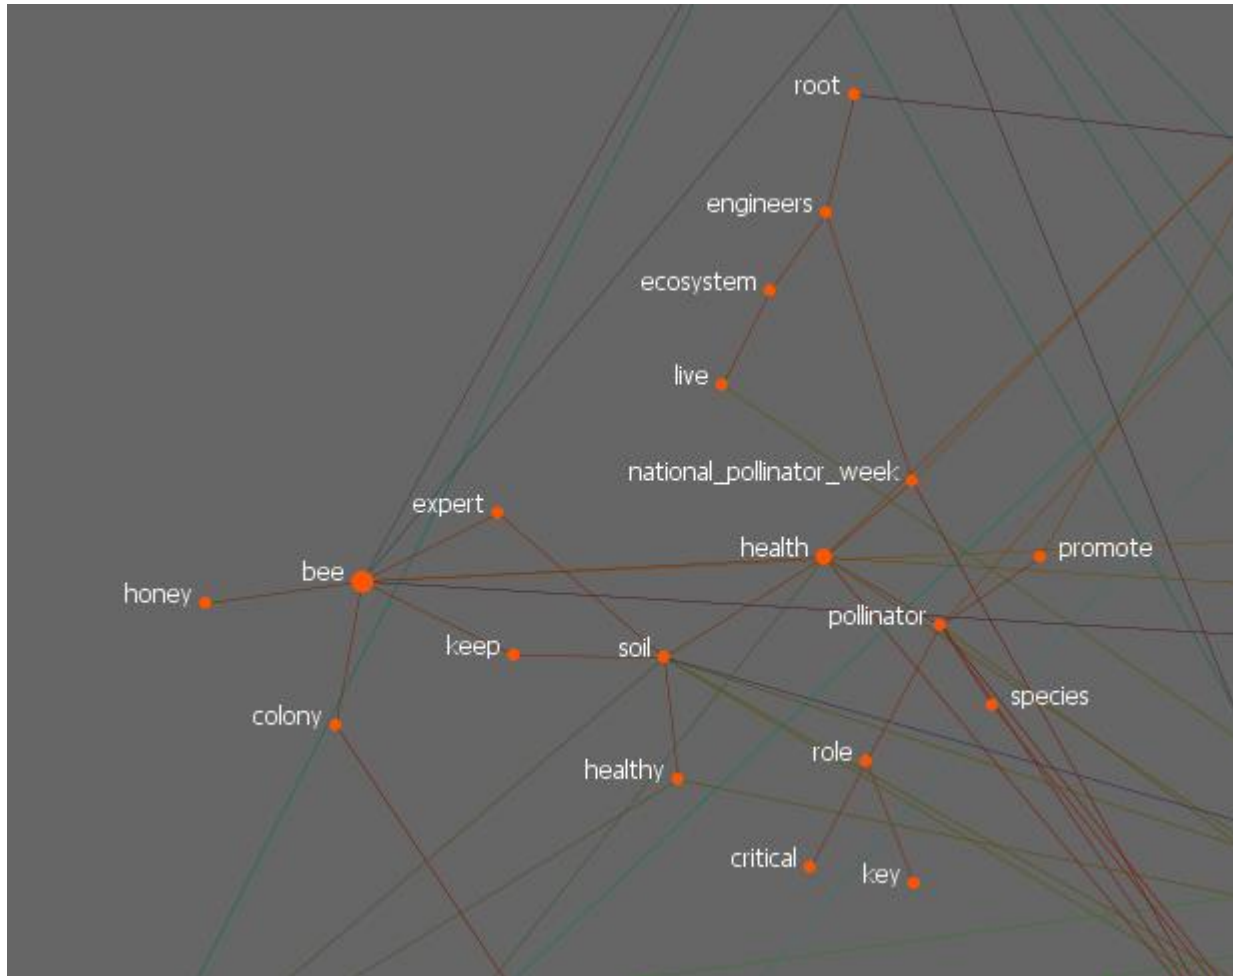 root
engineers
ecosystem
live
national_pollinator_week
expert
health
promote
bee
honey
pollinator
keep
soil
species
colony
role
healthy
critical
key